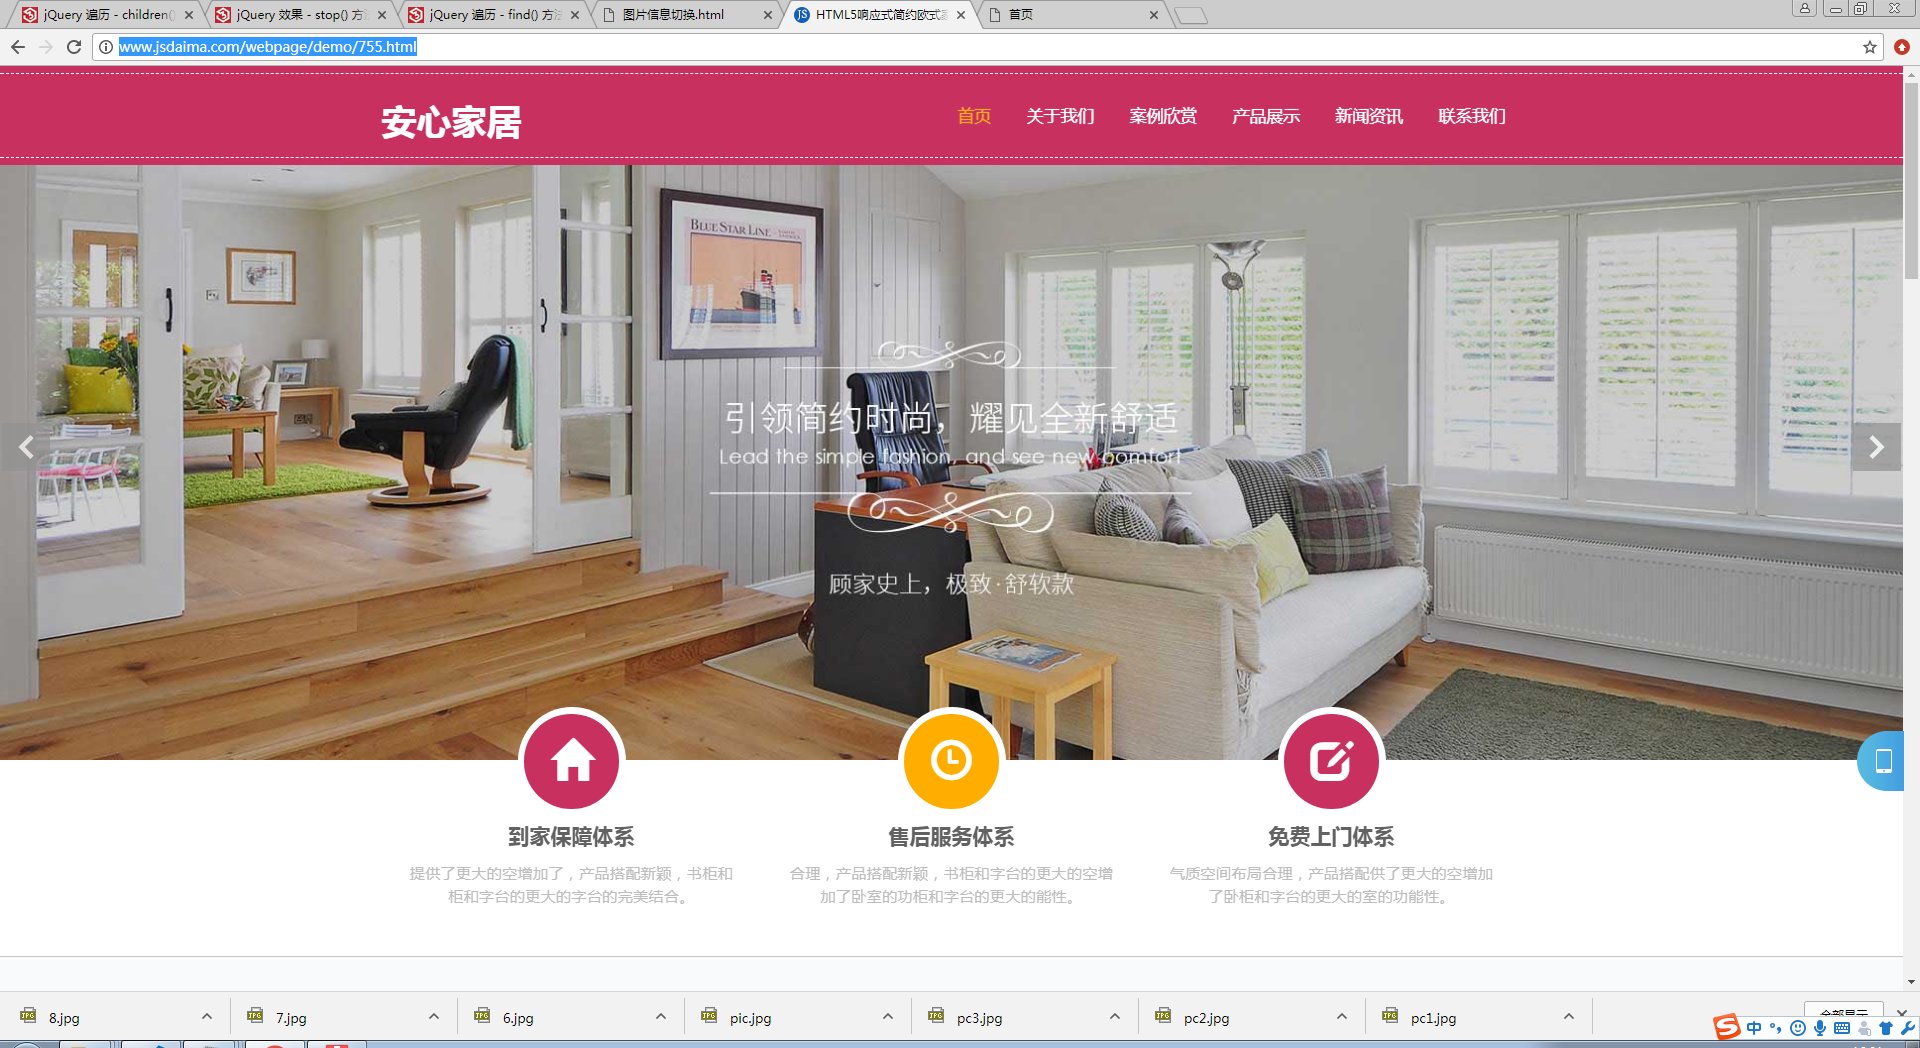 jQuery 遍历 - children()
jQuery 效果 - stop() 方法
jQuery 遍历 - find() 方法
图片信息切换.html
HTML5响应式简约欧式
首页
www.jsdaima.com/webpage/demo/755.html
安心家居
首页 关于我们 案例欣赏 产品展示 新闻资讯 联系我们
BLUE STAR LINE
引领简约时尚，耀见全新舒适
Lead the simple fashion, and see new comfort
顾家史上，极致·舒软款
到家保障体系
提供了更大的空增加了，产品搭配新颖，书柜和
柜和字台的更大的字台的完美结合。
售后服务体系
合理，产品搭配新颖，书柜和字台的更大的空增
加了卧室的功柜和字台的更大的能性。
免费上门体系
气质空间布局合理，产品搭配供了更大的空增加
了卧柜和字台的更大的室的功能性。
8.jpg
7.jpg
6.jpg
pic.jpg
pc3.jpg
pc2.jpg
pc1.jpg
全部显示
中